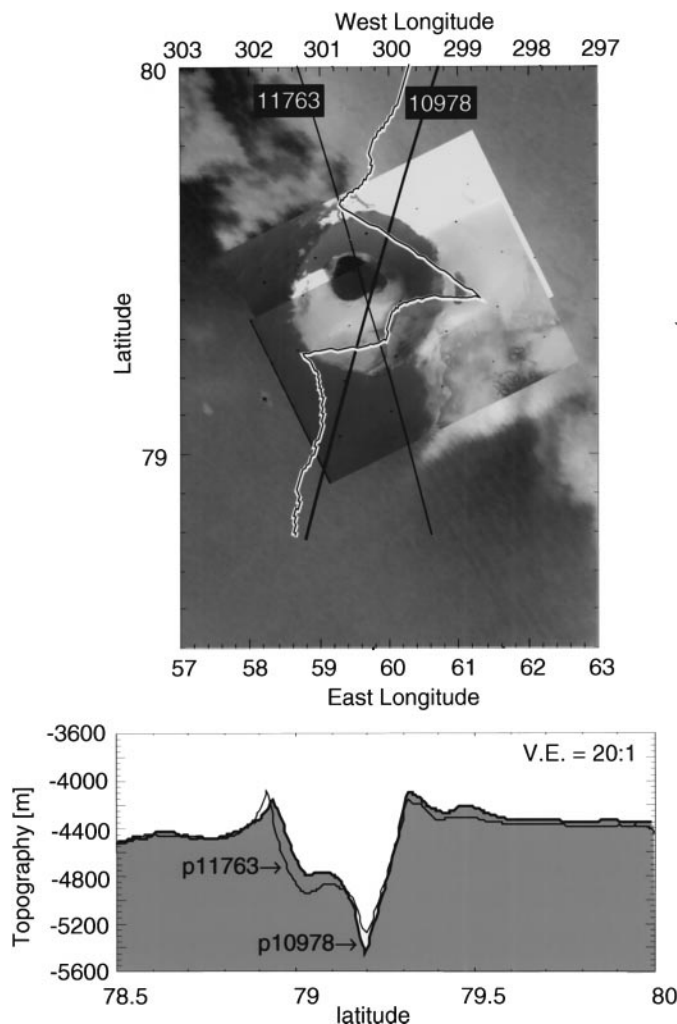 West Longitude
303 302 301 300 299 298 297
80
11763 10978
Latitude
79
57 58 59 60 61 62 63
East Longitude
-3600
V.E. = 20:1
-4000
Topography [m]
-4400
p11763→
-4800
-5200
p10978→
-5600
78.5 79 79.5 80
latitude